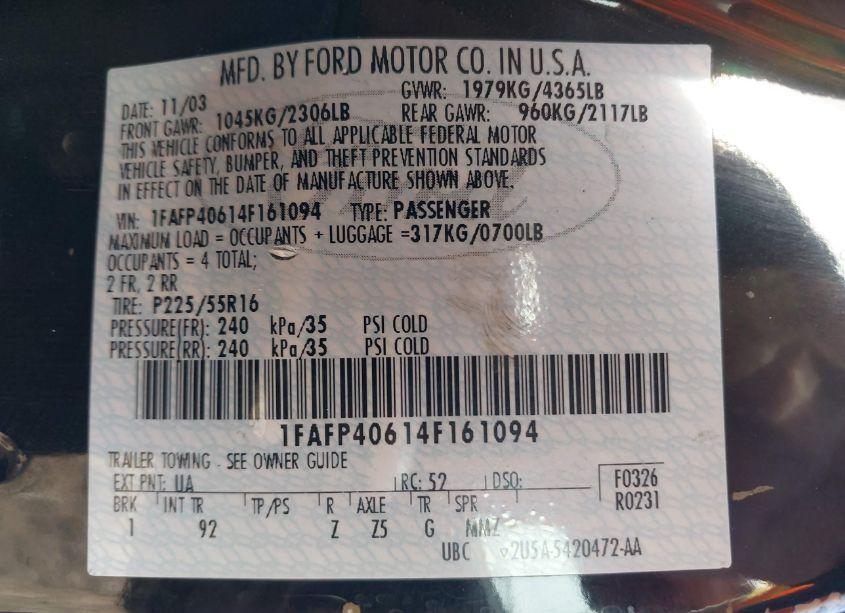 MFD. BY FORD MOTOR CO. IN U.S.A.
DATE: 11/03 GVWR: 1979KG/4365LB
FRONT GAWR: 1045KG/2306LB REAR GAWR: 960KG/2117LB
THIS VEHICLE CONFORMS TO ALL APPLICABLE FEDERAL MOTOR
VEHICLE SAFETY, BUMPER, AND THEFT PREVENTION STANDARDS
IN EFFECT ON THE DATE OF MANUFACTURE SHOWN ABOVE.
VIN: 1FAFP40614F161094 TYPE: PASSENGER
MAXIMUM LOAD = OCCUPANTS + LUGGAGE =317KG/0700LB
OCCUPANTS = 4 TOTAL;
2 FR, 2 RR
TIRE: P225/55R16
PRESSURE(FR): 240 kPa/35 PSI COLD
PRESSURE(RR): 240 kPa/35 PSI COLD
1FAFP40614F161094
TRAILER TOWING - SEE OWNER GUIDE
EXT PNT: UA RC: 52 DSO: F0326
R0231
BRK INT TR TP/PS R AXLE TR SPR
1 92 Z Z5 G MMZ
UBC 2U5A-5420472-AA